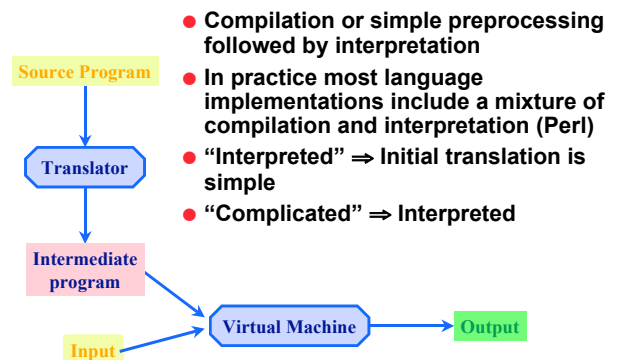 Compilation or simple preprocessing
followed by interpretation
In practice most language
implementations include a mixture of
compilation and interpretation (Perl)
“Interpreted” ⇒ Initial translation is
simple
“Complicated” ⇒ Interpreted
Source Program
Translator
Intermediate
program
Virtual Machine
Output
Input